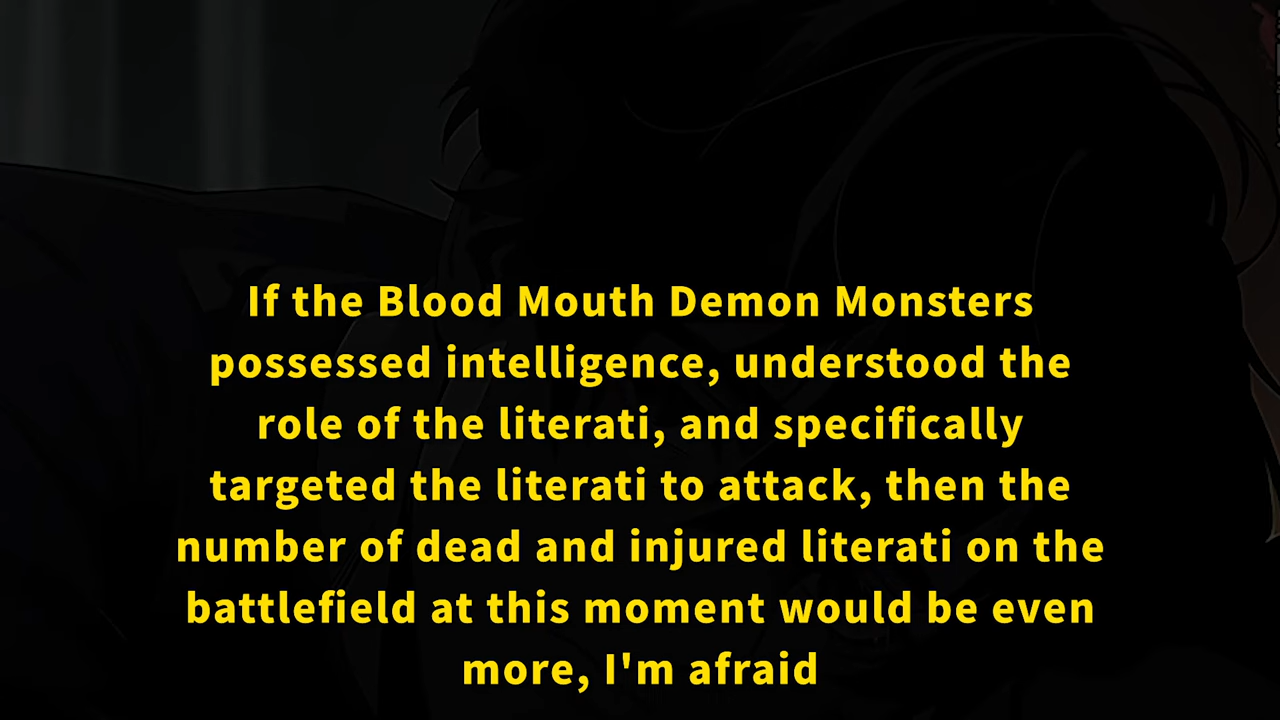 If the Blood Mouth Demon Monsters
possessed intelligence, understood the
role of the literati, and specifically
targeted the literati to attack, then the
number of dead and injured literati on the
battlefield at this moment would be even
more, I'm afraid